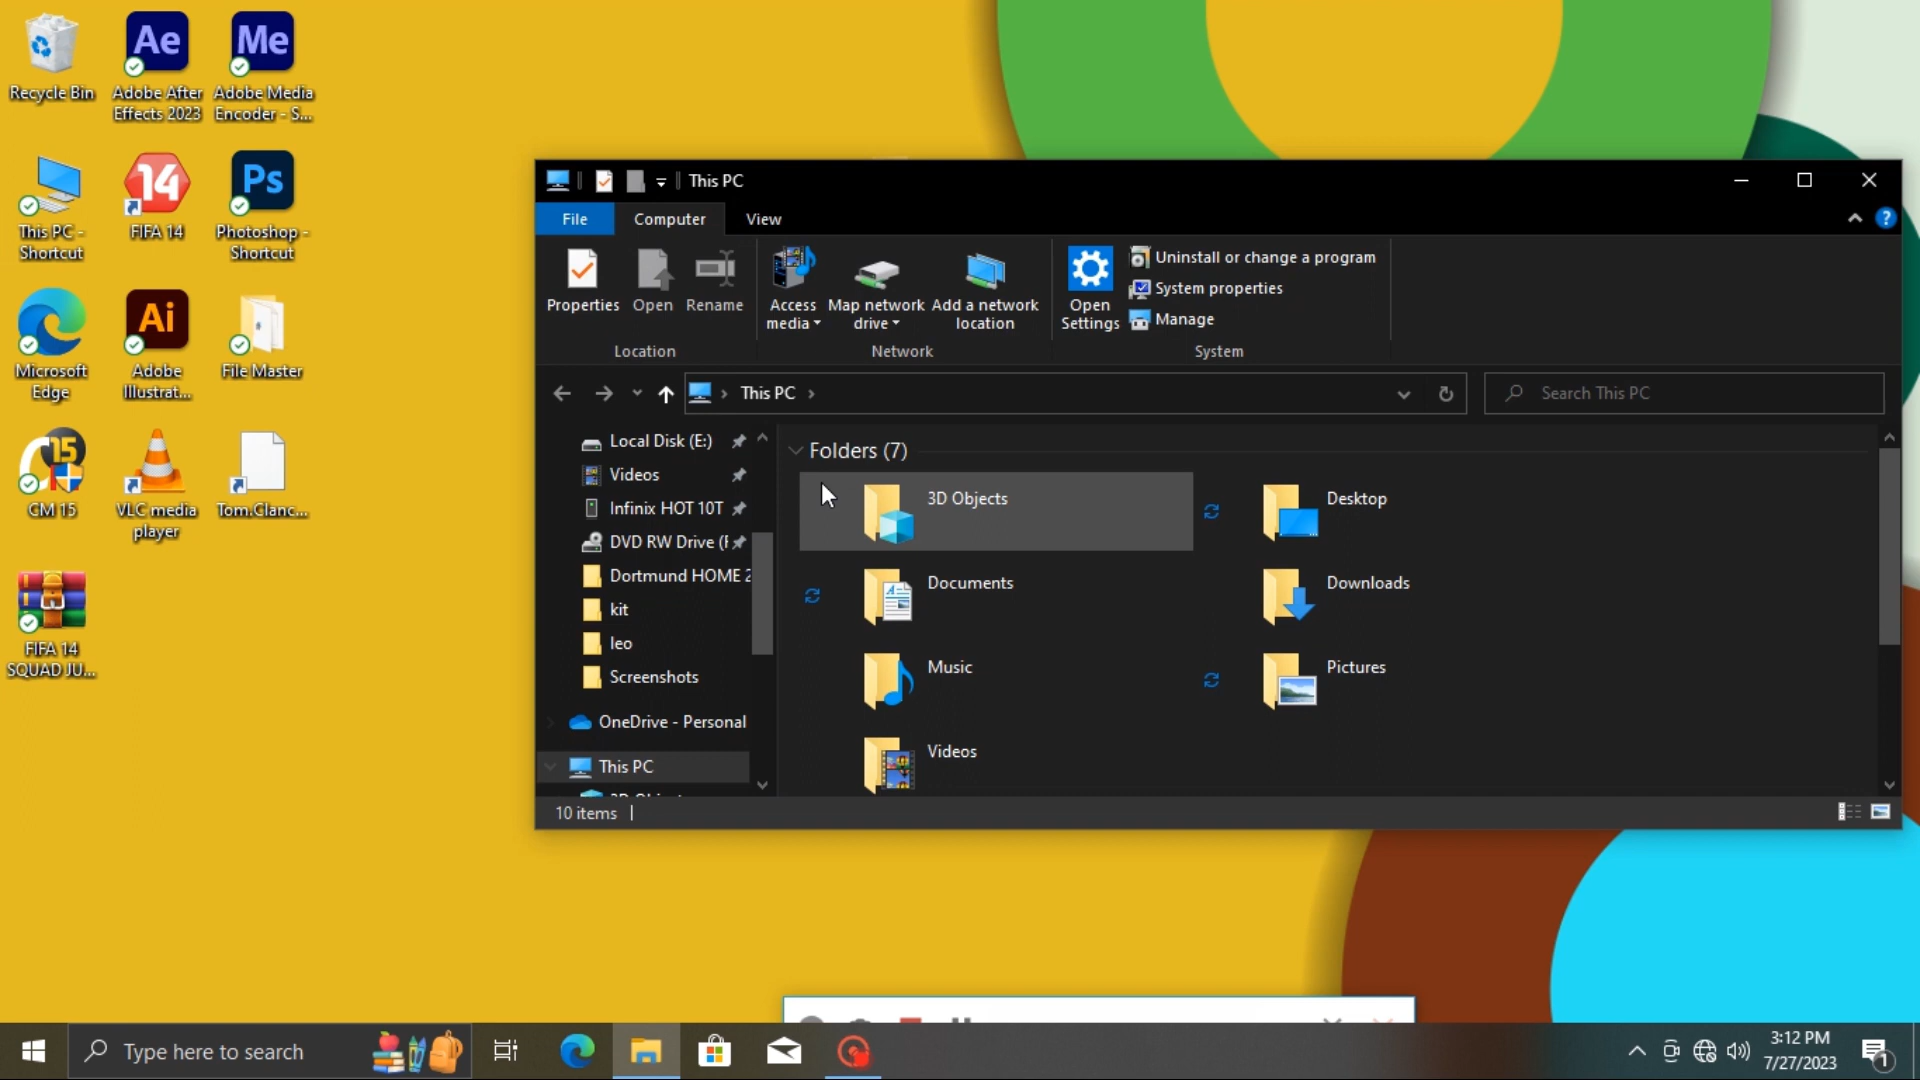 Recycle Bin
Ae
Adobe After
Effects 2023
Me
Adobe Media
Encoder - S...
This PC -
Shortcut
14
FIFA 14
Ps
Photoshop -
Shortcut
Microsoft
Edge
Ai
Adobe
Illustrat...
File Master
15
CM 15
VLC media
player
Tom.Clanc...
FIFA 14
SQUAD JU...
This PC
File
Computer
View
?
Properties
Open
Rename
Location
Access
media
Map network
drive
Add a network
location
Network
Open
Settings
Uninstall or change a program
System properties
Manage
System
This PC
Search This PC
Local Disk (E:)
Videos
Infinix HOT 10T
DVD RW Drive (
Dortmund HOME 2
kit
leo
Screenshots
OneDrive - Personal
This PC
Folders (7)
3D Objects
Desktop
Documents
Downloads
Music
Pictures
Videos
10 items
Type here to search
3:12 PM
7/27/2023
1